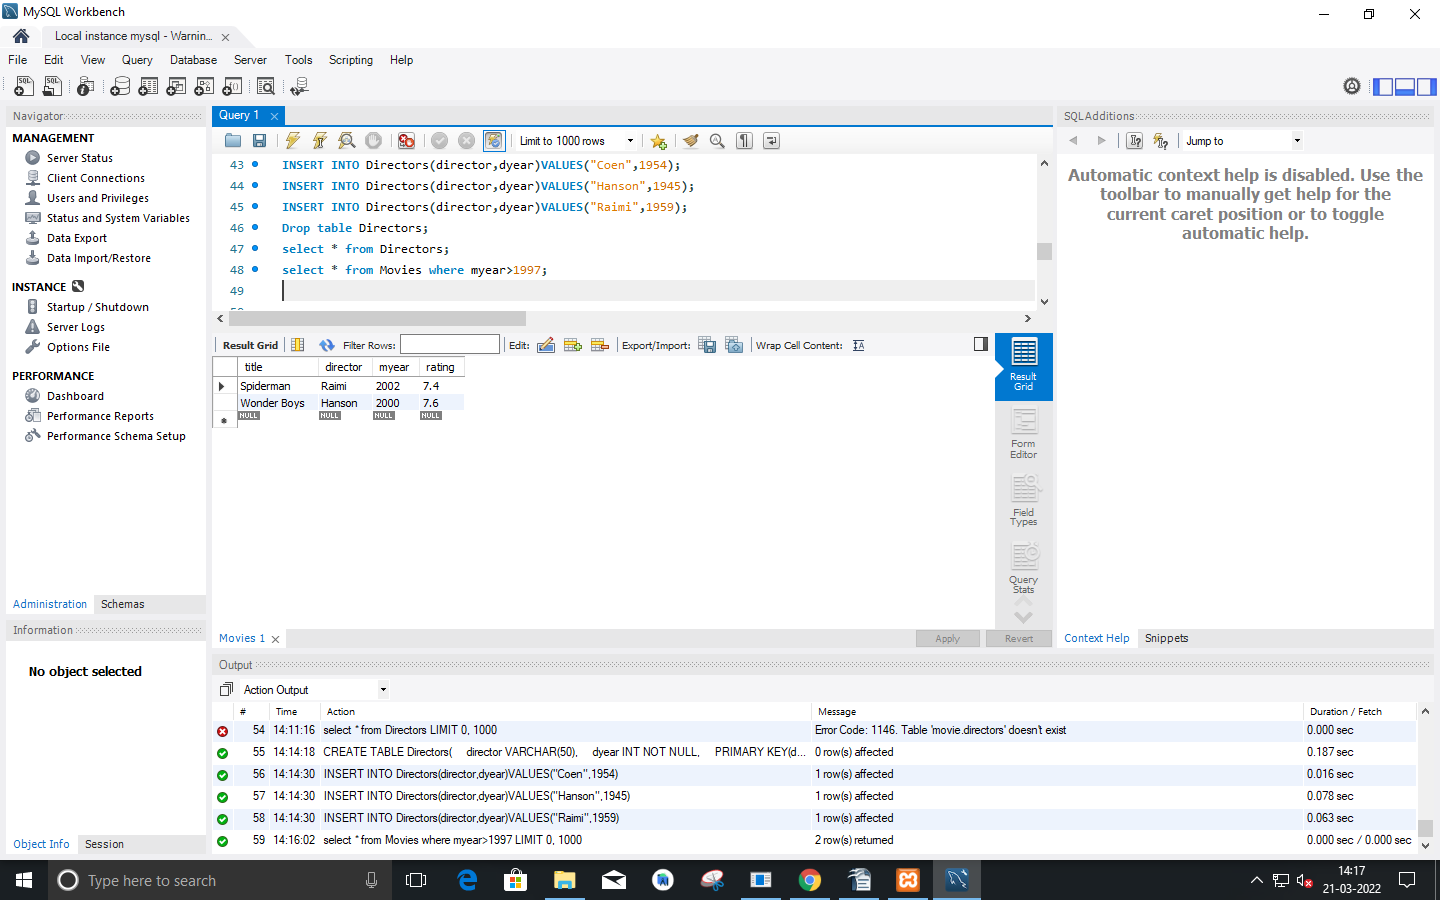 MySQL Workbench
Local instance mysql - Warnin...
File Edit View Query Database Server Tools Scripting Help
Navigator
MANAGEMENT
Server Status
Client Connections
Users and Privileges
Status and System Variables
Data Export
Data Import/Restore
INSTANCE
Startup / Shutdown
Server Logs
Options File
PERFORMANCE
Dashboard
Performance Reports
Performance Schema Setup
Administration Schemas
Information
No object selected
Object Info Session
Query 1
Limit to 1000 rows
43 INSERT INTO Directors(director,dyear)VALUES("Coen",1954);
44 INSERT INTO Directors(director,dyear)VALUES("Hanson",1945);
45 INSERT INTO Directors(director,dyear)VALUES("Raimi",1959);
46 Drop table Directors;
47 select * from Directors;
48 select * from Movies where myear>1997;
49
Result Grid Filter Rows: Edit: Export/Import: Wrap Cell Content:
title director myear rating
Spiderman Raimi 2002 7.4
Wonder Boys Hanson 2000 7.6
NULL NULL NULL NULL
Result Grid
Form Editor
Field Types
Query Stats
Movies 1
Apply Revert
SQLAdditions
Jump to
Automatic context help is disabled. Use the
toolbar to manually get help for the
current caret position or to toggle
automatic help.
Context Help Snippets
Output
Action Output
# Time Action Message Duration / Fetch
54 14:11:16 select * from Directors LIMIT 0, 1000 Error Code: 1146. Table 'movie.directors' doesn't exist 0.000 sec
55 14:14:18 CREATE TABLE Directors( director VARCHAR(50), dyear INT NOT NULL, PRIMARY KEY(d... 0 row(s) affected 0.187 sec
56 14:14:30 INSERT INTO Directors(director,dyear)VALUES("Coen",1954) 1 row(s) affected 0.016 sec
57 14:14:30 INSERT INTO Directors(director,dyear)VALUES("Hanson",1945) 1 row(s) affected 0.078 sec
58 14:14:30 INSERT INTO Directors(director,dyear)VALUES("Raimi",1959) 1 row(s) affected 0.063 sec
59 14:16:02 select * from Movies where myear>1997 LIMIT 0, 1000 2 row(s) returned 0.000 sec / 0.000 sec
Type here to search
14:17
21-03-2022